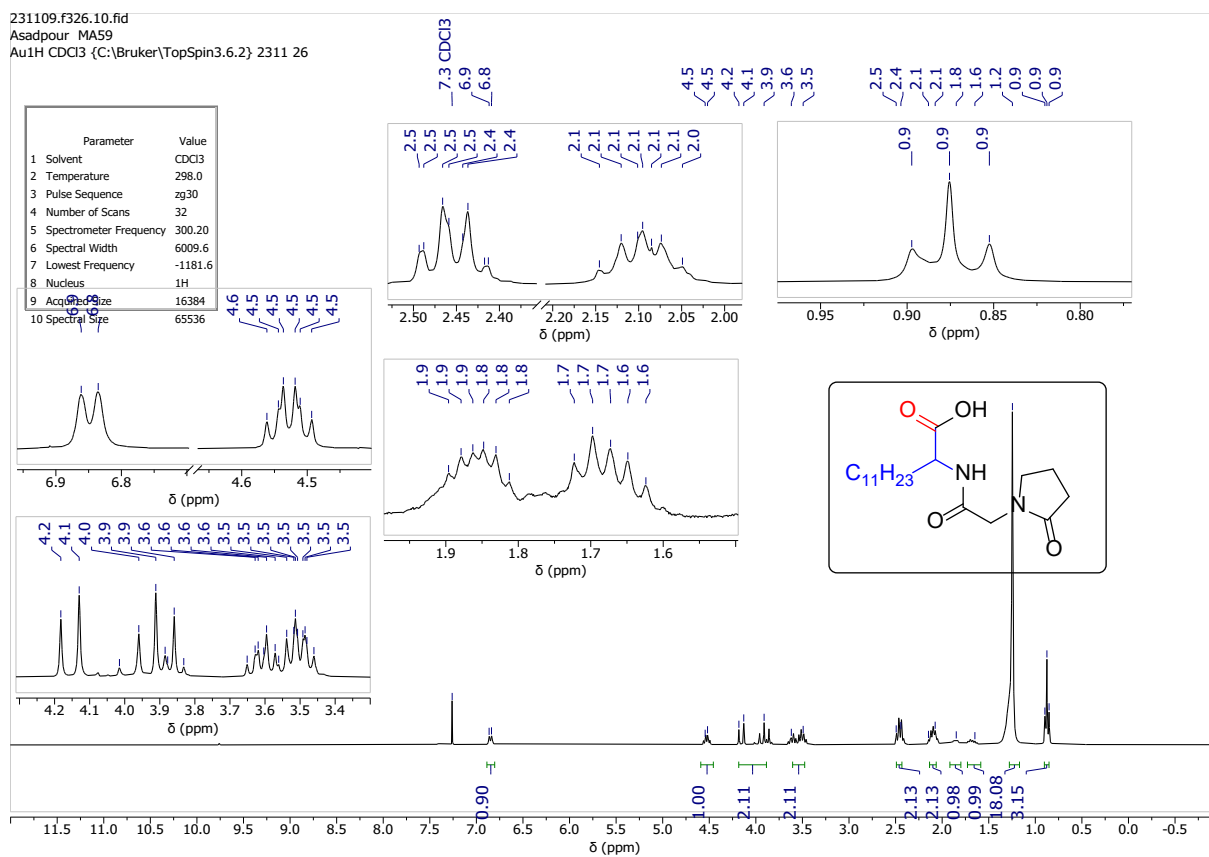 231109.f326.10.fid
Asadpour MA59
Au1H CDCl3 {C:\Bruker\TopSpin3.6.2} 2311 26
7.3 CDCl3
6.9
6.8
4.5
4.5
4.2
4.1
3.9
3.6
3.5
2.5
2.4
2.1
2.1
1.8
1.6
1.2
0.9
0.9
0.9
Parameter Value
1 Solvent CDCl3
2 Temperature 298.0
3 Pulse Sequence zg30
4 Number of Scans 32
5 Spectrometer Frequency 300.20
6 Spectral Width 6009.6
7 Lowest Frequency -1181.6
8 Nucleus 1H
9 Acquired Size 16384
10 Spectral Size 65536
2.5 2.5 2.5 2.5 2.4 2.4 2.1 2.1 2.1 2.1 2.1 2.1 2.1 2.0
2.50 2.45 2.40 2.20 2.15 2.10 2.05 2.00
δ (ppm)
0.9 0.9 0.9
0.95 0.90 0.85 0.80
δ (ppm)
6.9 6.8 4.6 4.5 4.5 4.5 4.5 4.5
6.9 6.8 4.6 4.5
δ (ppm)
1.9 1.9 1.9 1.8 1.8 1.8 1.7 1.7 1.7 1.6 1.6
1.9 1.8 1.7 1.6
δ (ppm)
4.2 4.1 4.0 3.9 3.9 3.6 3.6 3.6 3.6 3.5 3.5 3.5 3.5 3.5 3.5 3.5
4.2 4.1 4.0 3.9 3.8 3.7 3.6 3.5 3.4
δ (ppm)
O
OH
C11H23
NH
O
N
O
0.90
1.00
2.11
2.11
2.13
2.13
0.98
0.99
18.08
3.15
11.5 11.0 10.5 10.0 9.5 9.0 8.5 8.0 7.5 7.0 6.5 6.0 5.5 5.0 4.5 4.0 3.5 3.0 2.5 2.0 1.5 1.0 0.5 0.0 -0.5
δ (ppm)